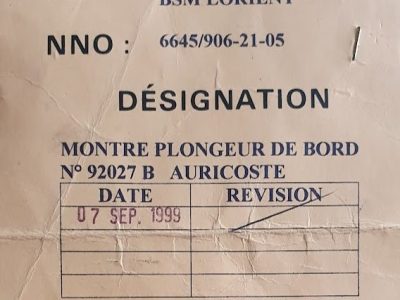 BSM LORIENT
NNO : 6645/906-21-05
DÉSIGNATION
MONTRE PLONGEUR DE BORD
N° 92027 B AURICOSTE
DATE REVISION
07 SEP. 1999